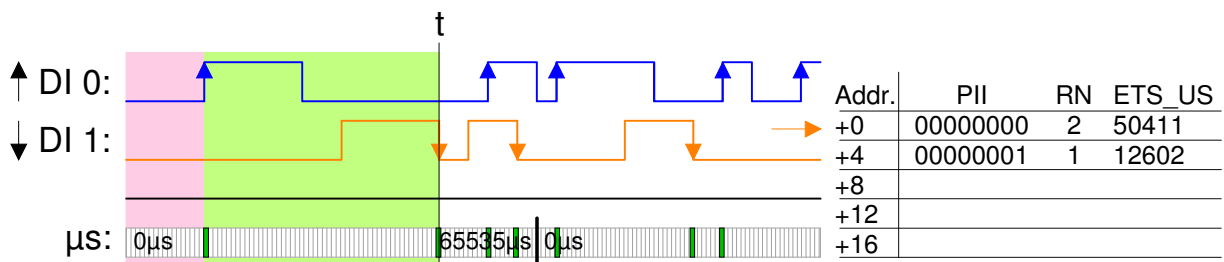 t
DI 0:
DI 1:
µs: 0µs 65535µs 0µs
Addr. PII RN ETS_US
+0 00000000 2 50411
+4 00000001 1 12602
+8
+12
+16